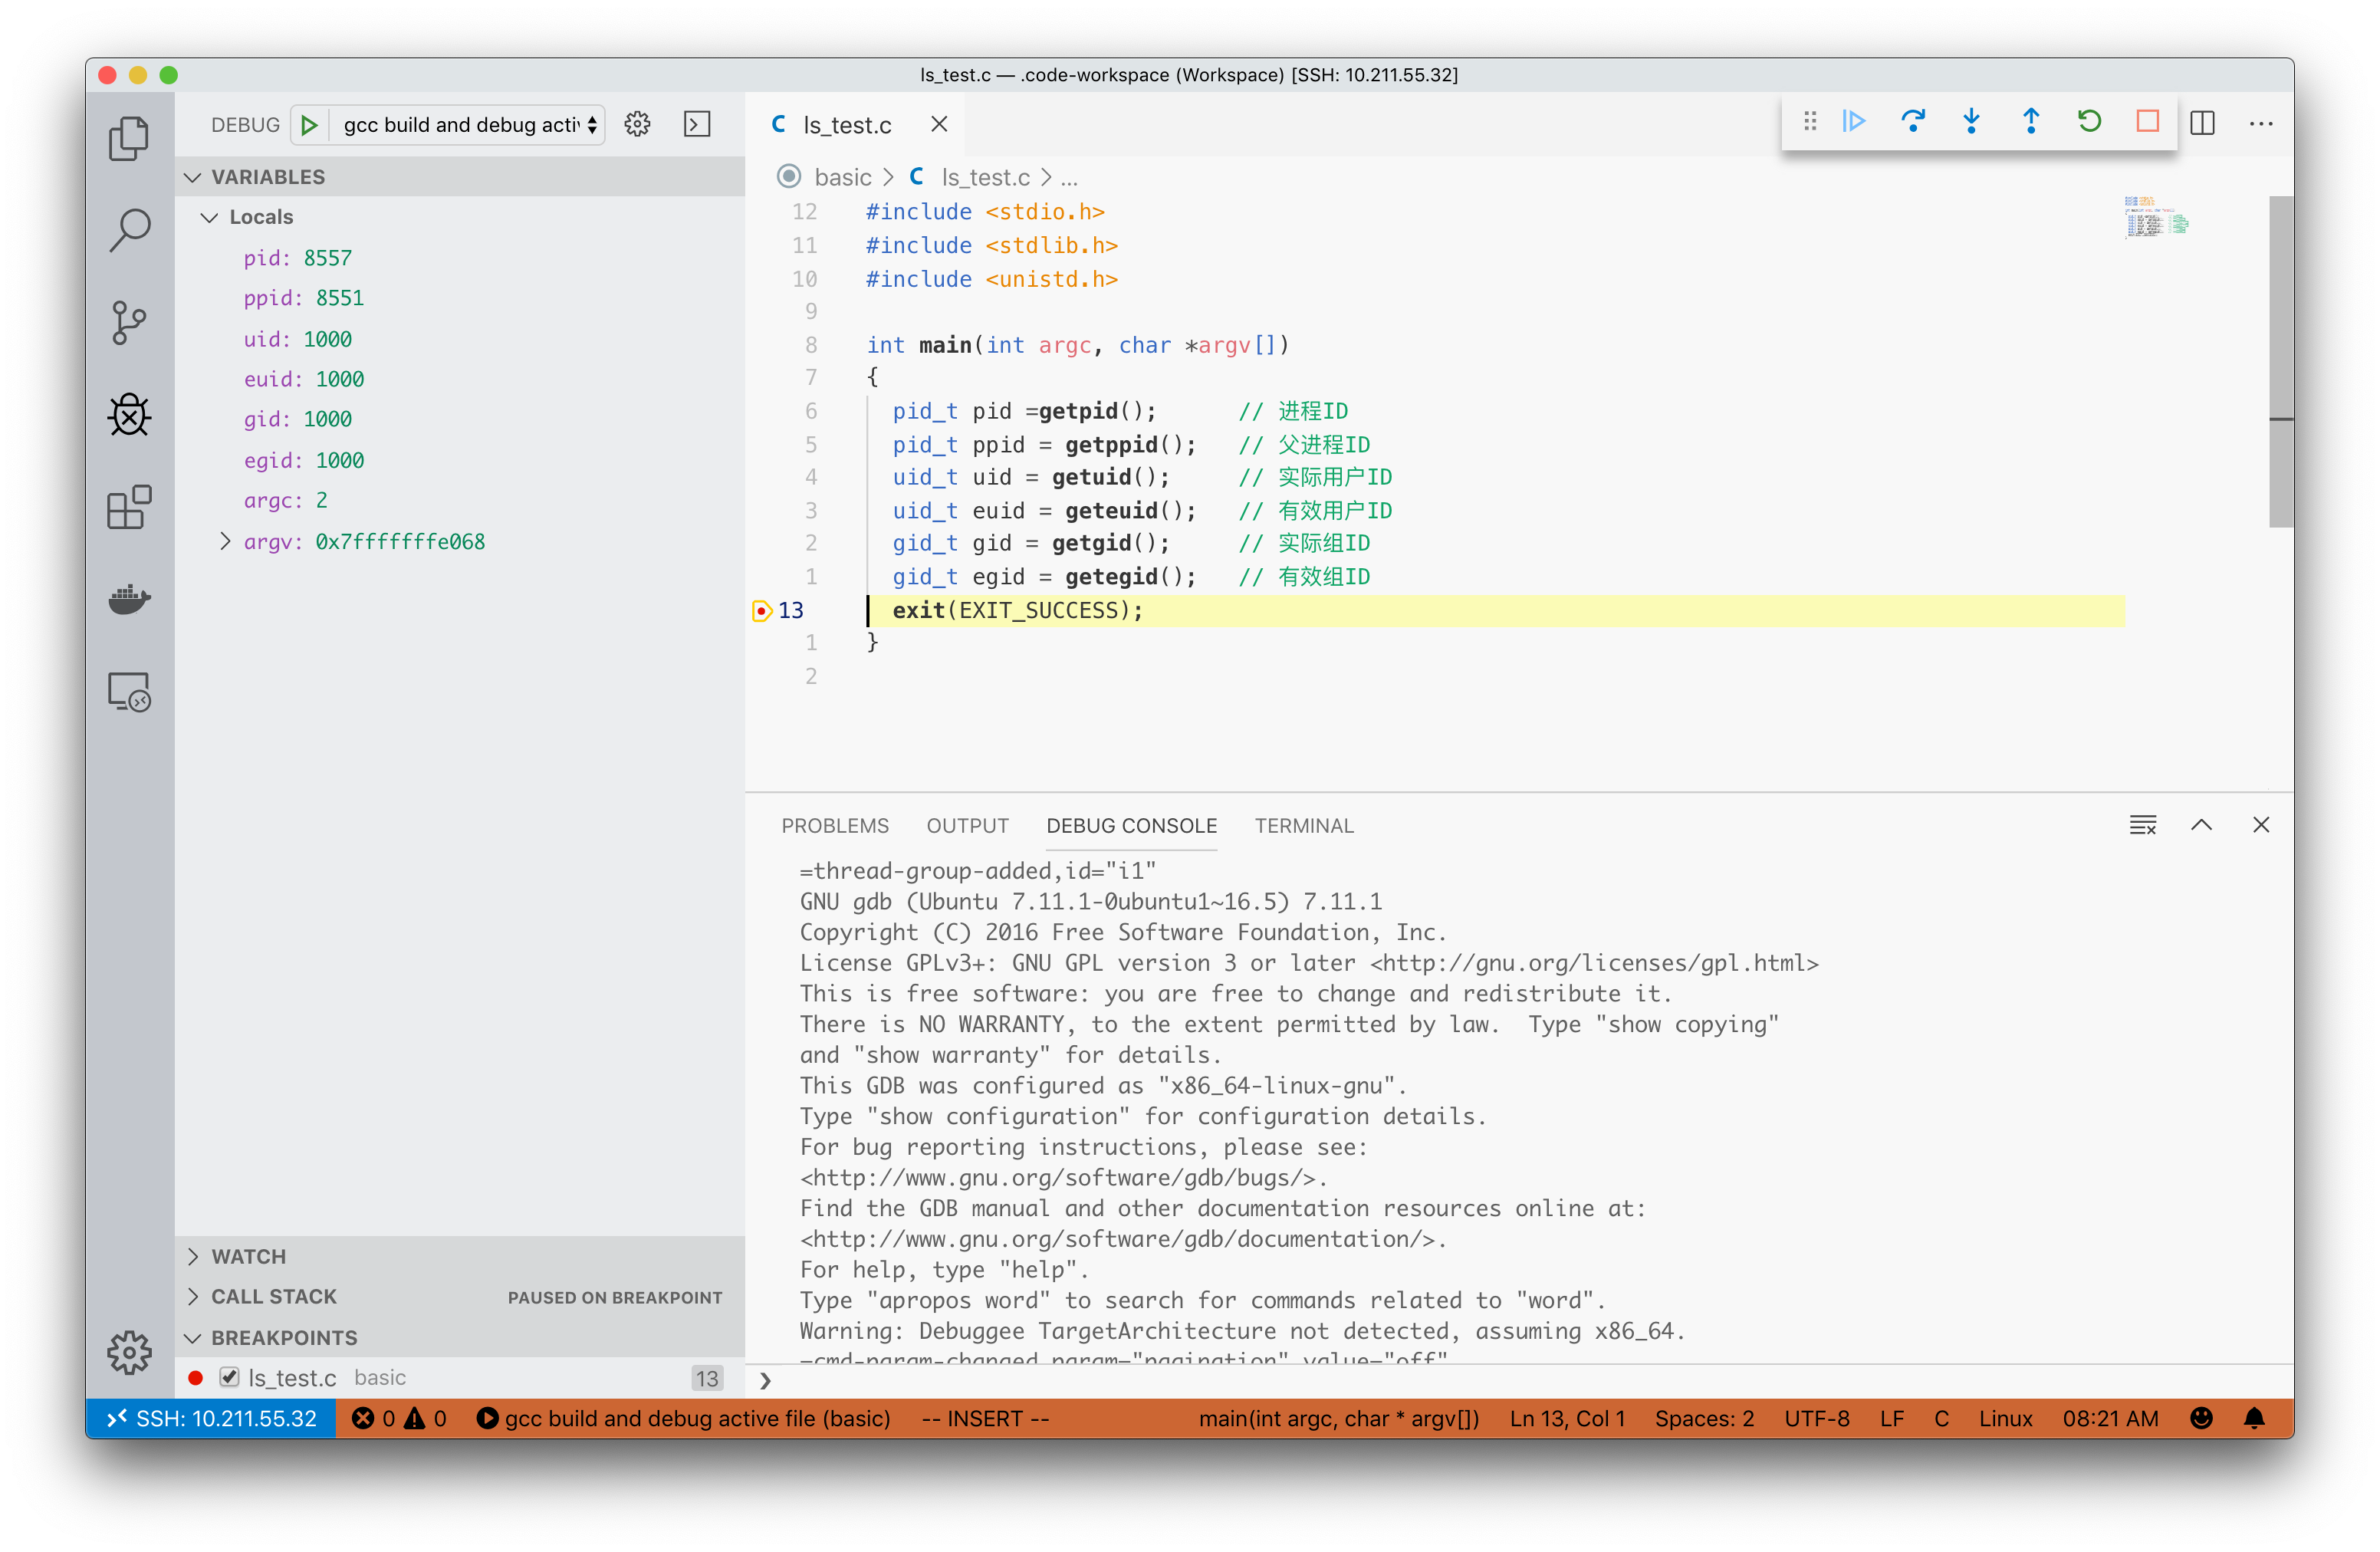 ls_test.c — .code-workspace (Workspace) [SSH: 10.211.55.32]
DEBUG gcc build and debug activ
VARIABLES
Locals
pid: 8557
ppid: 8551
uid: 1000
euid: 1000
gid: 1000
egid: 1000
argc: 2
argv: 0x7fffffffe068
WATCH
CALL STACK PAUSED ON BREAKPOINT
BREAKPOINTS
ls_test.c basic 13
ls_test.c
basic > C ls_test.c > ...
12 #include <stdio.h>
11 #include <stdlib.h>
10 #include <unistd.h>
9
8 int main(int argc, char *argv[])
7 {
6 pid_t pid =getpid(); // 进程ID
5 pid_t ppid = getppid(); // 父进程ID
4 uid_t uid = getuid(); // 实际用户ID
3 uid_t euid = geteuid(); // 有效用户ID
2 gid_t gid = getgid(); // 实际组ID
1 gid_t egid = getegid(); // 有效组ID
13 exit(EXIT_SUCCESS);
1 }
2
PROBLEMS OUTPUT DEBUG CONSOLE TERMINAL
=thread-group-added,id="i1"
GNU gdb (Ubuntu 7.11.1-0ubuntu1~16.5) 7.11.1
Copyright (C) 2016 Free Software Foundation, Inc.
License GPLv3+: GNU GPL version 3 or later <http://gnu.org/licenses/gpl.html>
This is free software: you are free to change and redistribute it.
There is NO WARRANTY, to the extent permitted by law.  Type "show copying"
and "show warranty" for details.
This GDB was configured as "x86_64-linux-gnu".
Type "show configuration" for configuration details.
For bug reporting instructions, please see:
<http://www.gnu.org/software/gdb/bugs/>.
Find the GDB manual and other documentation resources online at:
<http://www.gnu.org/software/gdb/documentation/>.
For help, type "help".
Type "apropos word" to search for commands related to "word".
Warning: Debuggee TargetArchitecture not detected, assuming x86_64.
=cmd-param-changed,param="pagination",value="off"
SSH: 10.211.55.32 0 0 gcc build and debug active file (basic) -- INSERT -- main(int argc, char * argv[]) Ln 13, Col 1 Spaces: 2 UTF-8 LF C Linux 08:21 AM